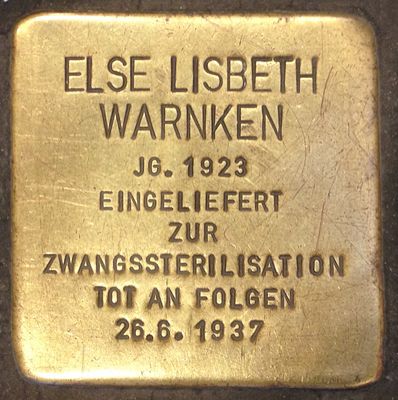 ELSE LISBETH
WARNKEN
JG. 1923
EINGELIEFERT
ZUR
ZWANGSSTERILISATION
TOT AN FOLGEN
26.6.1937